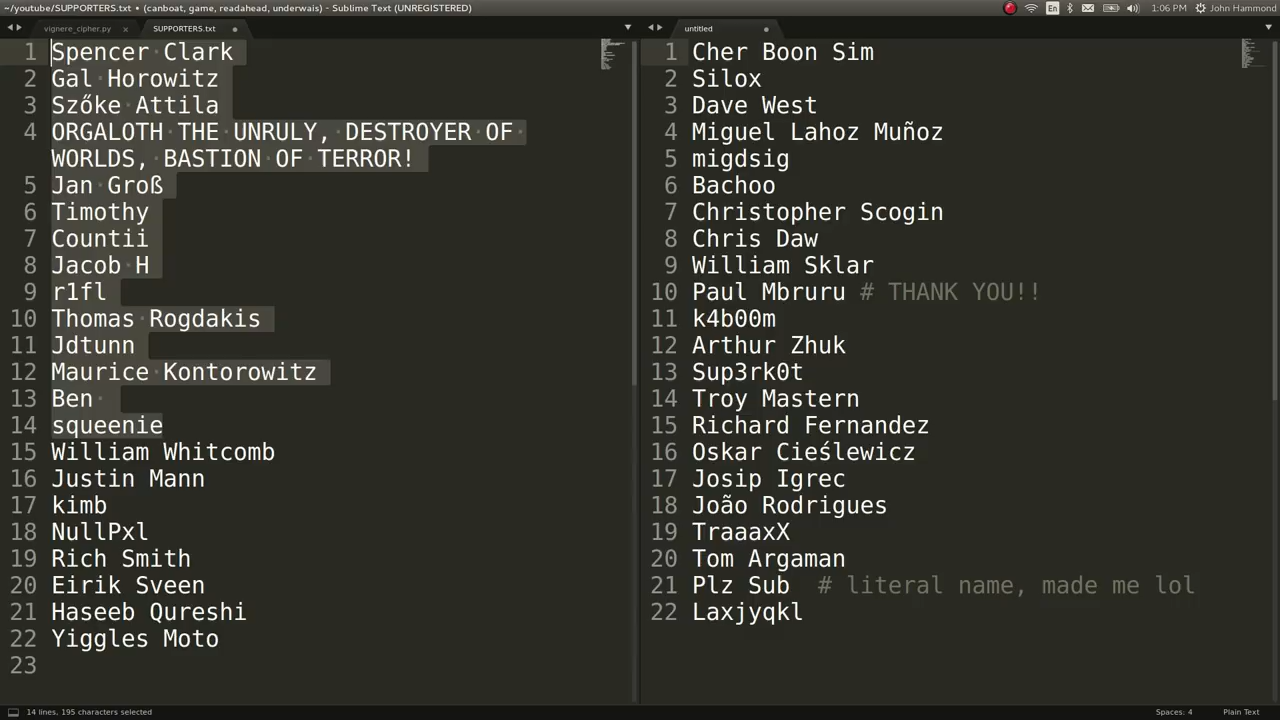 ~/youtube/SUPPORTERS.txt • (canboat, game, readahead, underwais) - Sublime Text (UNREGISTERED)
En 1:06 PM John Hammond
vignere_cipher.py × SUPPORTERS.txt
untitled
1 Spencer Clark
2 Gal Horowitz
3 Szőke Attila
4 ORGALOTH THE UNRULY, DESTROYER OF
WORLDS, BASTION OF TERROR!
5 Jan Groß
6 Timothy
7 Countii
8 Jacob H
9 r1fl
10 Thomas Rogdakis
11 Jdtunn
12 Maurice Kontorowitz
13 Ben
14 squeenie
15 William Whitcomb
16 Justin Mann
17 kimb
18 NullPxl
19 Rich Smith
20 Eirik Sveen
21 Haseeb Qureshi
22 Yiggles Moto
23
1 Cher Boon Sim
2 Silox
3 Dave West
4 Miguel Lahoz Muñoz
5 migdsig
6 Bachoo
7 Christopher Scogin
8 Chris Daw
9 William Sklar
10 Paul Mbruru # THANK YOU!!
11 k4b00m
12 Arthur Zhuk
13 Sup3rk0t
14 Troy Mastern
15 Richard Fernandez
16 Oskar Cieślewicz
17 Josip Igrec
18 João Rodrigues
19 TraaaxX
20 Tom Argaman
21 Plz Sub # literal name, made me lol
22 Laxjyqkl
14 lines, 195 characters selected
Spaces: 4 Plain Text